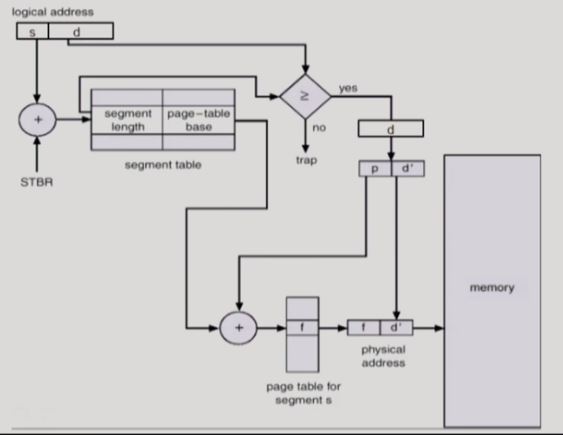 logical address
s d
yes
≥
+
segment length
page–table base
no
d
trap
segment table
p d'
STBR
memory
+
f
f d'
physical address
page table for segment s